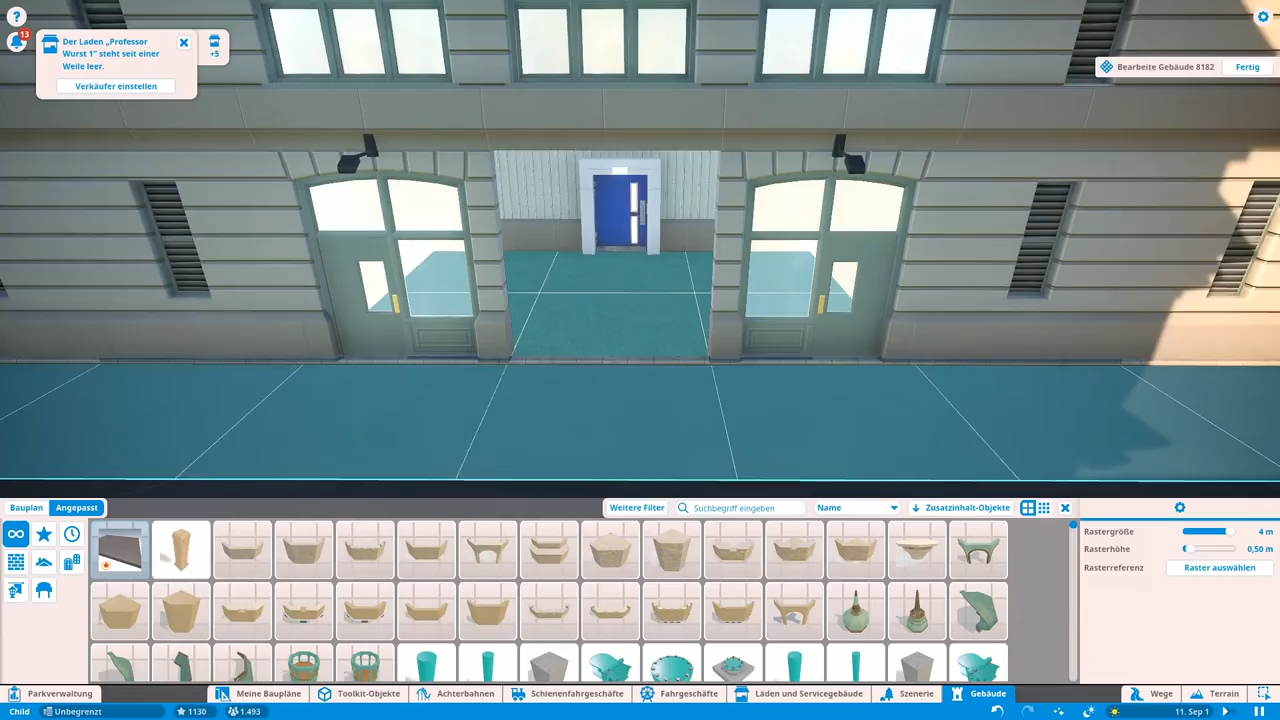 ?
13
Der Laden „Professor
Wurst 1“ steht seit einer
Weile leer.
+5
Verkäufer einstellen
Bearbeite Gebäude 8182
Fertig
Bauplan
Angepasst
Weitere Filter
Suchbegriff eingeben
Name
Zusatzinhalt-Objekte
Rastergröße
4 m
Rasterhöhe
0,50 m
Rasterreferenz
Raster auswählen
Parkverwaltung
Meine Baupläne
Toolkit-Objekte
Achterbahnen
Schienenfahrgeschäfte
Fahrgeschäfte
Läden und Servicegebäude
Szenerie
Gebäude
Wege
Terrain
Child
Unbegrenzt
1130
1.493
11. Sep 1